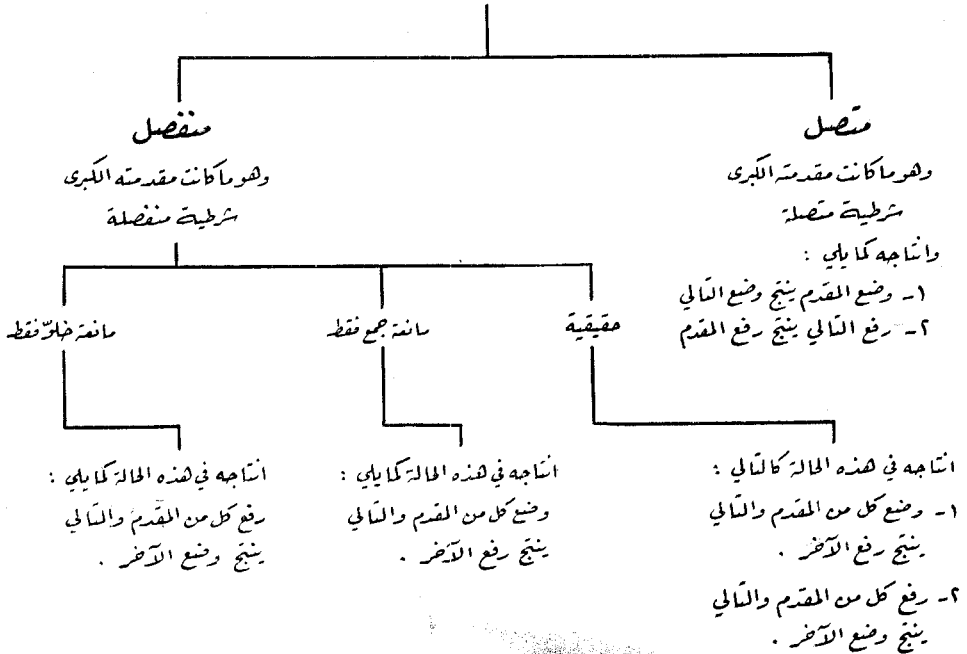 متصل
وهو ما كانت مقدمته الكبرى
شرطية متصلة
وانتاجه كما يلي :
١- وضع المقدم ينتج وضع التالي
٢- رفع التالي ينتج رفع المقدم
منفصل
وهو ما كانت مقدمته الكبرى
شرطية منفصلة
حقيقية
مانعة جمع فقط
مانعة خلوّ فقط
انتاجه في هذه الحالة كالتالي :
١- وضع كل من المقدم والتالي
ينتج رفع الآخر .
٢- رفع كل من المقدم والتالي
ينتج وضع الآخر .
انتاجه في هذه الحالة كما يلي :
وضع كل من المقدم والتالي
ينتج رفع الآخر .
انتاجه في هذه الحالة كما يلي :
رفع كل من المقدم والتالي
ينتج وضع الآخر .